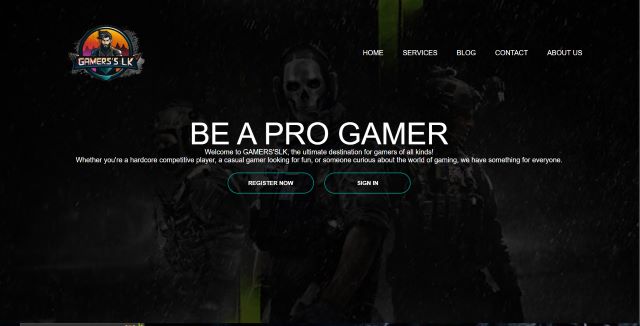 GAMERS'S LK
HOME SERVICES BLOG CONTACT ABOUT US
BE A PRO GAMER
Welcome to GAMERS'SLK, the ultimate destination for gamers of all kinds!
Whether you're a hardcore competitive player, a casual gamer looking for fun, or someone curious about the world of gaming, we have something for everyone.
REGISTER NOW SIGN IN